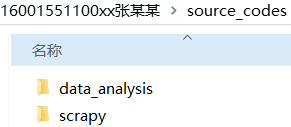 16001551100xx张某某 > source_codes
名称
data_analysis
scrapy